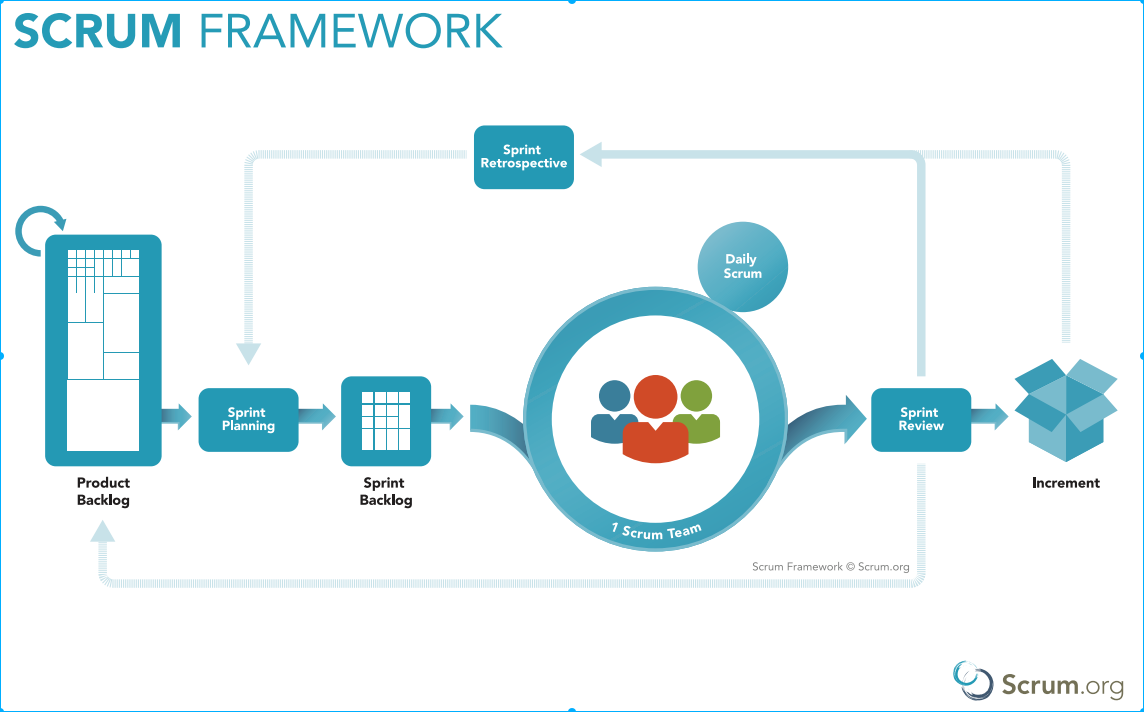 SCRUM FRAMEWORK
Sprint
Retrospective
Daily
Scrum
Sprint
Planning
Sprint
Review
Product
Backlog
Sprint
Backlog
1 Scrum Team
Increment
Scrum Framework © Scrum.org
Scrum.org